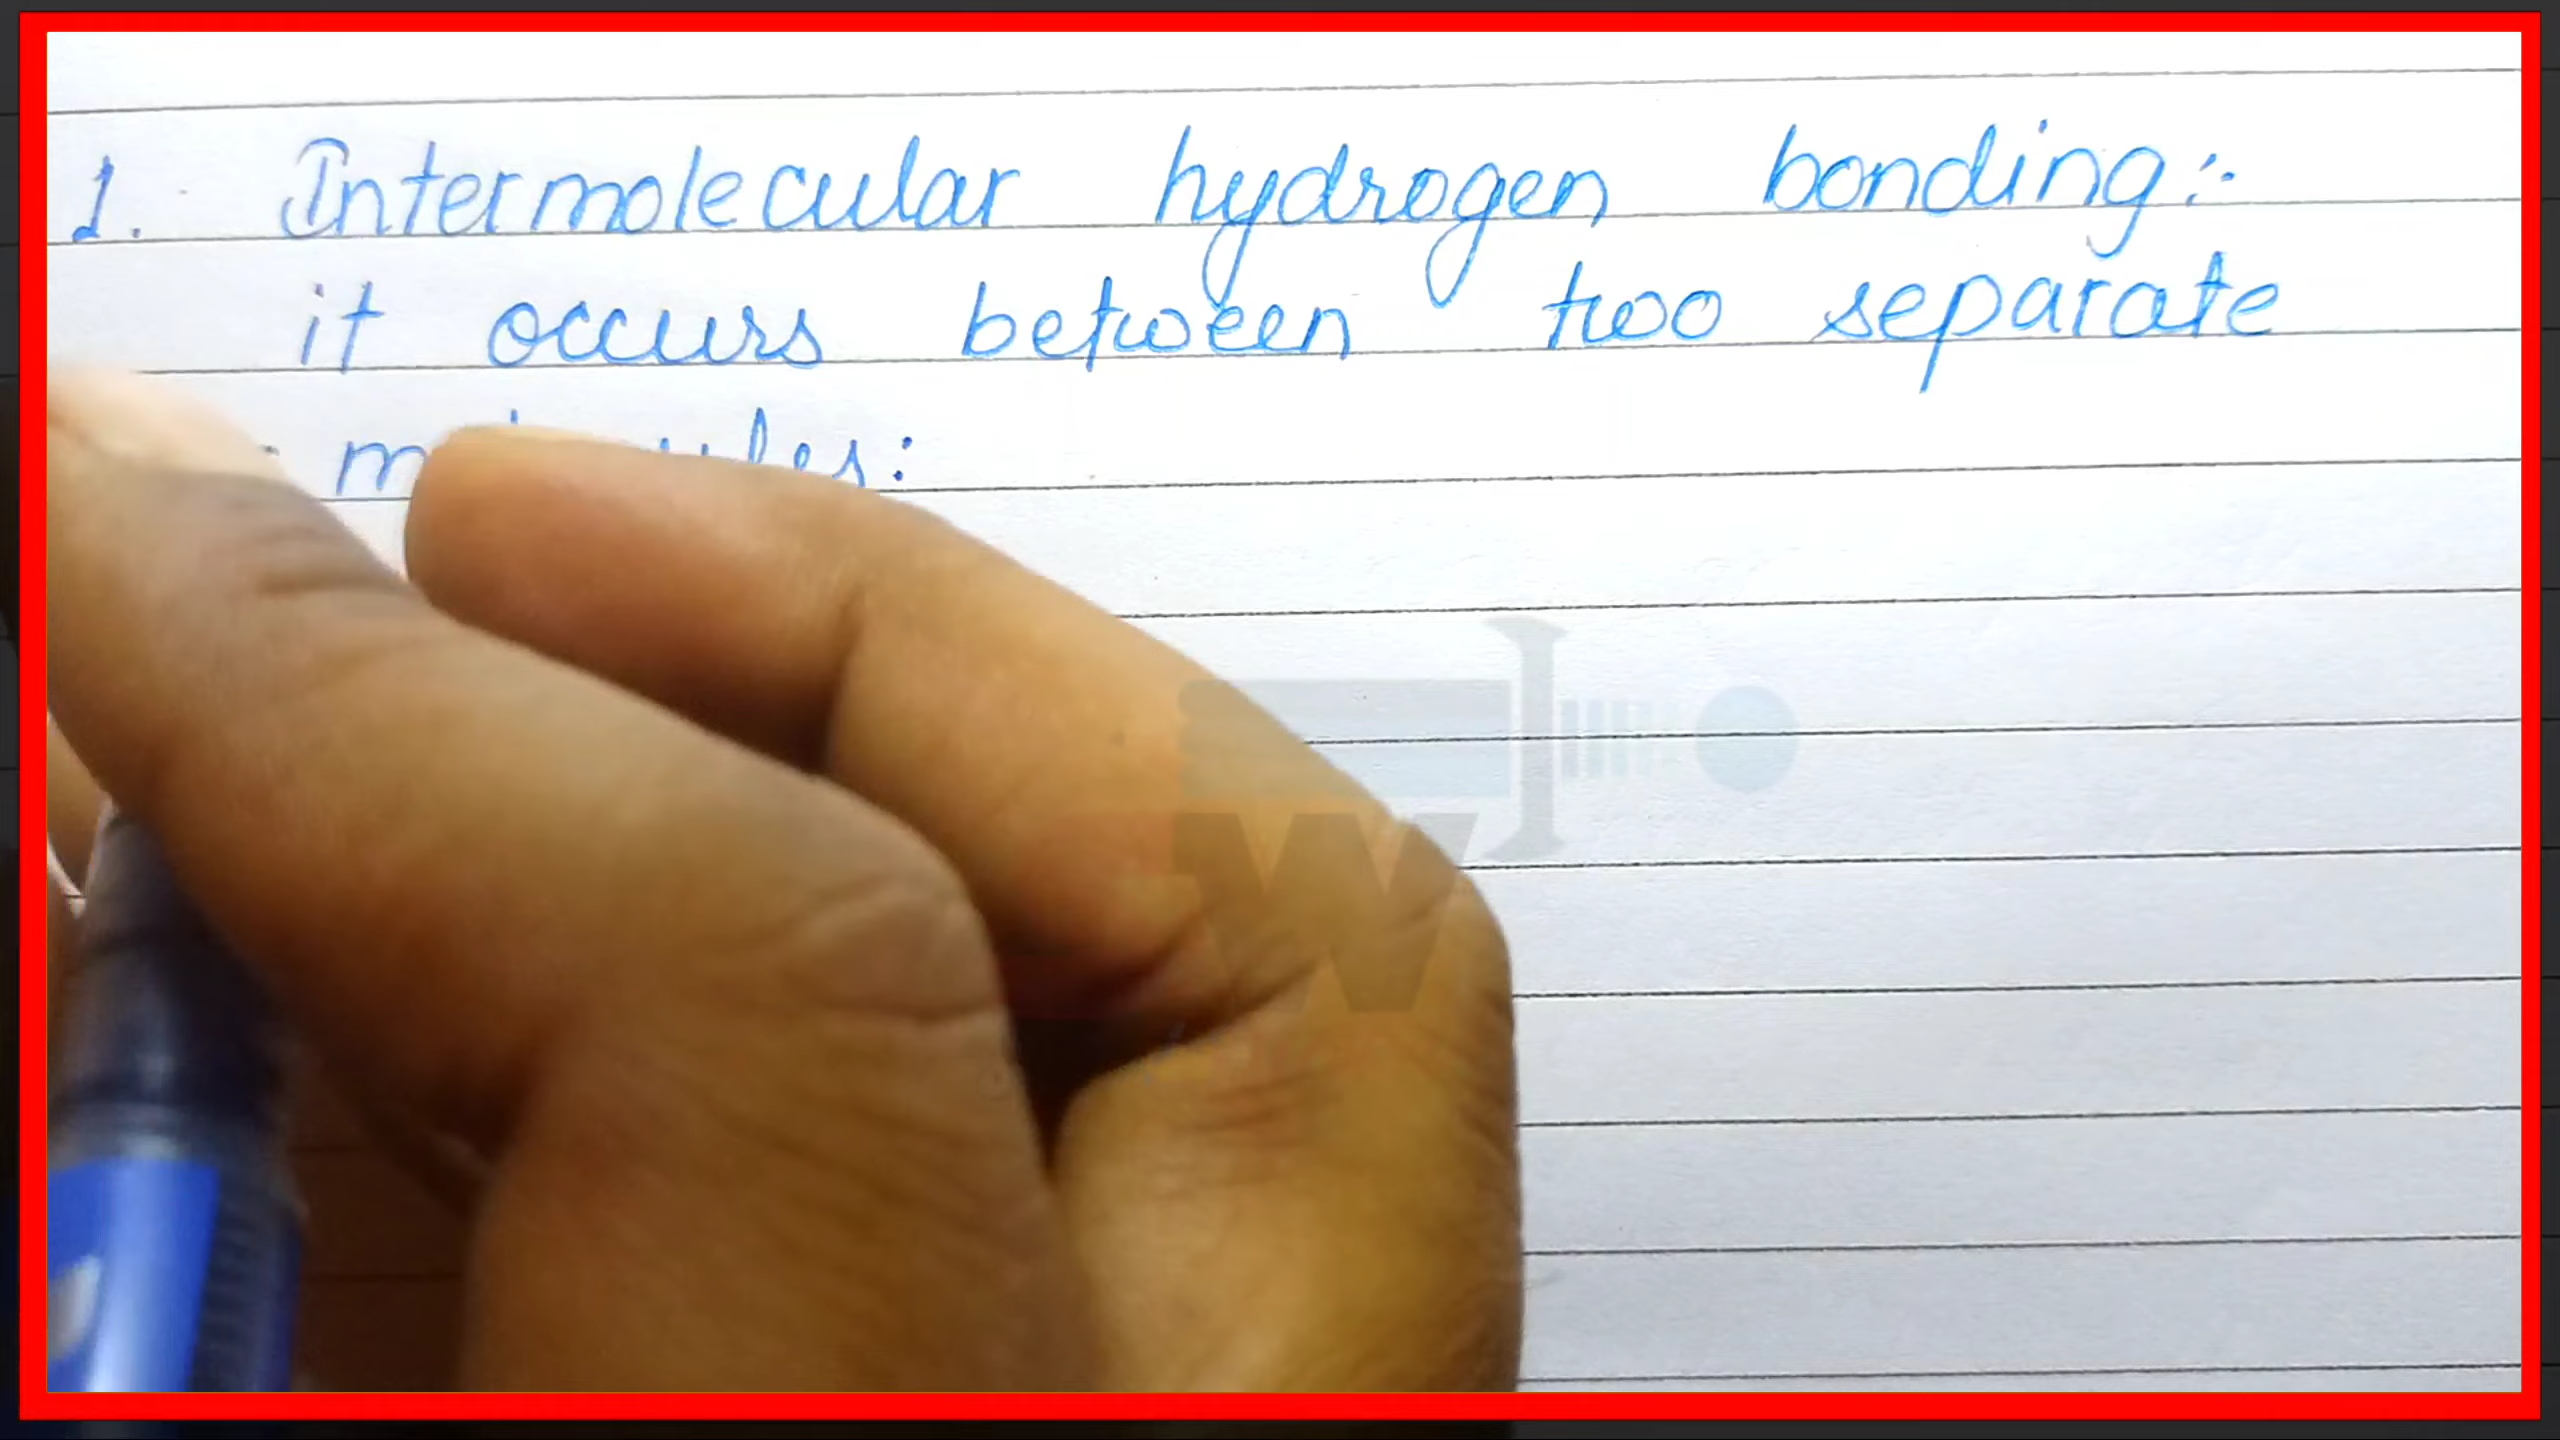 1. Intermolecular hydrogen bonding:-
it occurs between two separate